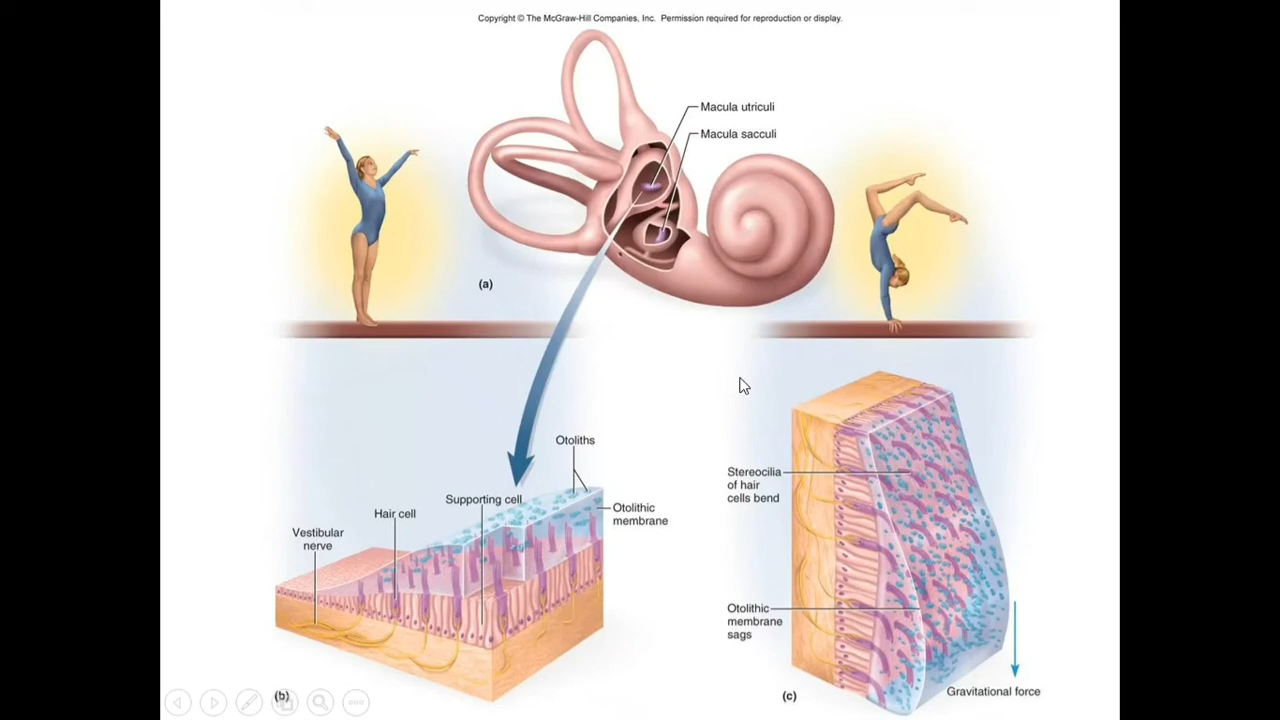 Copyright © The McGraw-Hill Companies, Inc. Permission required for reproduction or display.
Macula utriculi
Macula sacculi
(a)
Otoliths
Supporting cell
Hair cell
Otolithic
membrane
Vestibular
nerve
(b)
Stereocilia
of hair
cells bend
Otolithic
membrane
sags
Gravitational force
(c)